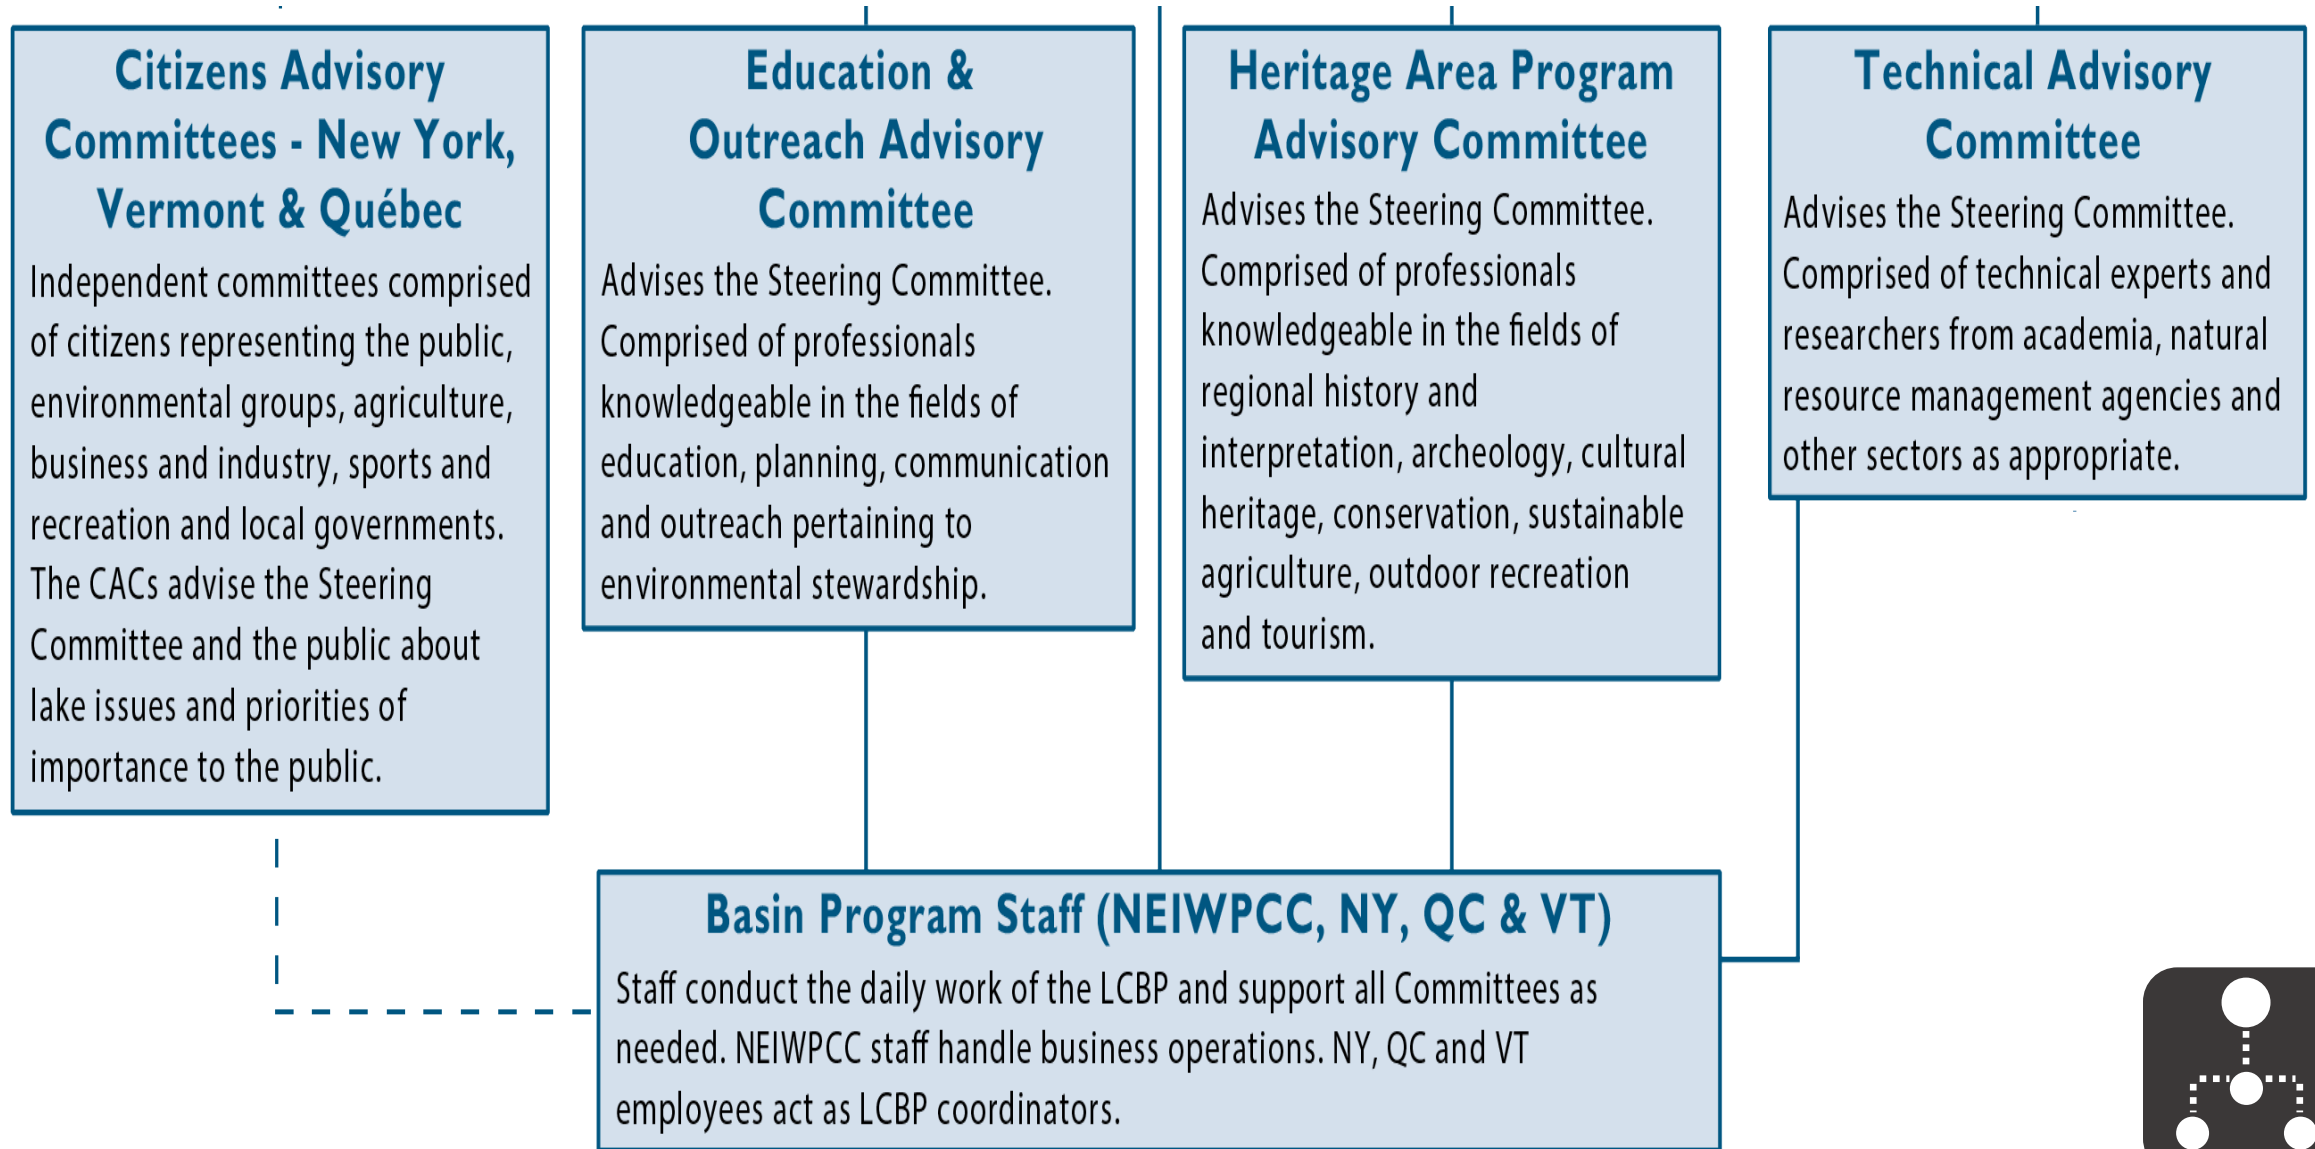 Citizens Advisory
Committees - New York,
Vermont & Québec
Independent committees comprised
of citizens representing the public,
environmental groups, agriculture,
business and industry, sports and
recreation and local governments.
The CACs advise the Steering
Committee and the public about
lake issues and priorities of
importance to the public.
Education &
Outreach Advisory
Committee
Advises the Steering Committee.
Comprised of professionals
knowledgeable in the fields of
education, planning, communication
and outreach pertaining to
environmental stewardship.
Heritage Area Program
Advisory Committee
Advises the Steering Committee.
Comprised of professionals
knowledgeable in the fields of
regional history and
interpretation, archeology, cultural
heritage, conservation, sustainable
agriculture, outdoor recreation
and tourism.
Technical Advisory
Committee
Advises the Steering Committee.
Comprised of technical experts and
researchers from academia, natural
resource management agencies and
other sectors as appropriate.
Basin Program Staff (NEIWPCC, NY, QC & VT)
Staff conduct the daily work of the LCBP and support all Committees as
needed. NEIWPCC staff handle business operations. NY, QC and VT
employees act as LCBP coordinators.